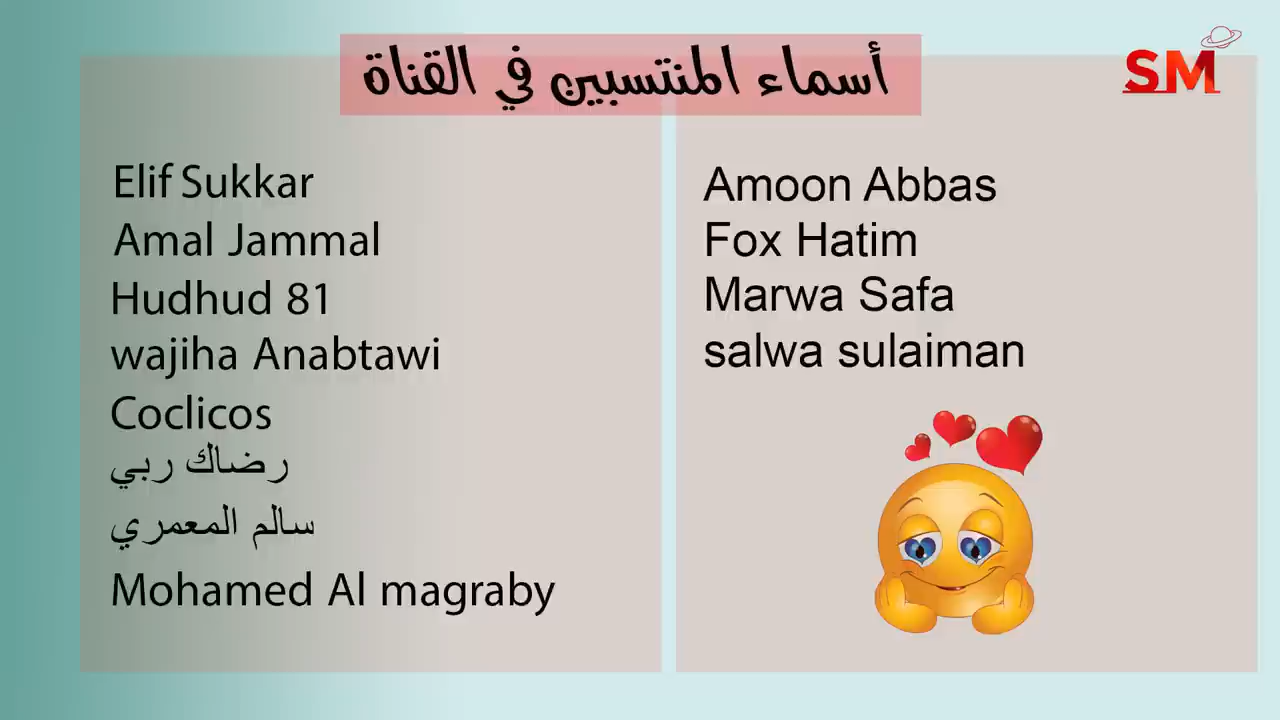 أسماء المنتسبين في القناة
SM
Elif Sukkar
Amal Jammal
Hudhud 81
wajiha Anabtawi
Coclicos
رضاك ربي
سالم المعمري
Mohamed Al magraby
Amoon Abbas
Fox Hatim
Marwa Safa
salwa sulaiman